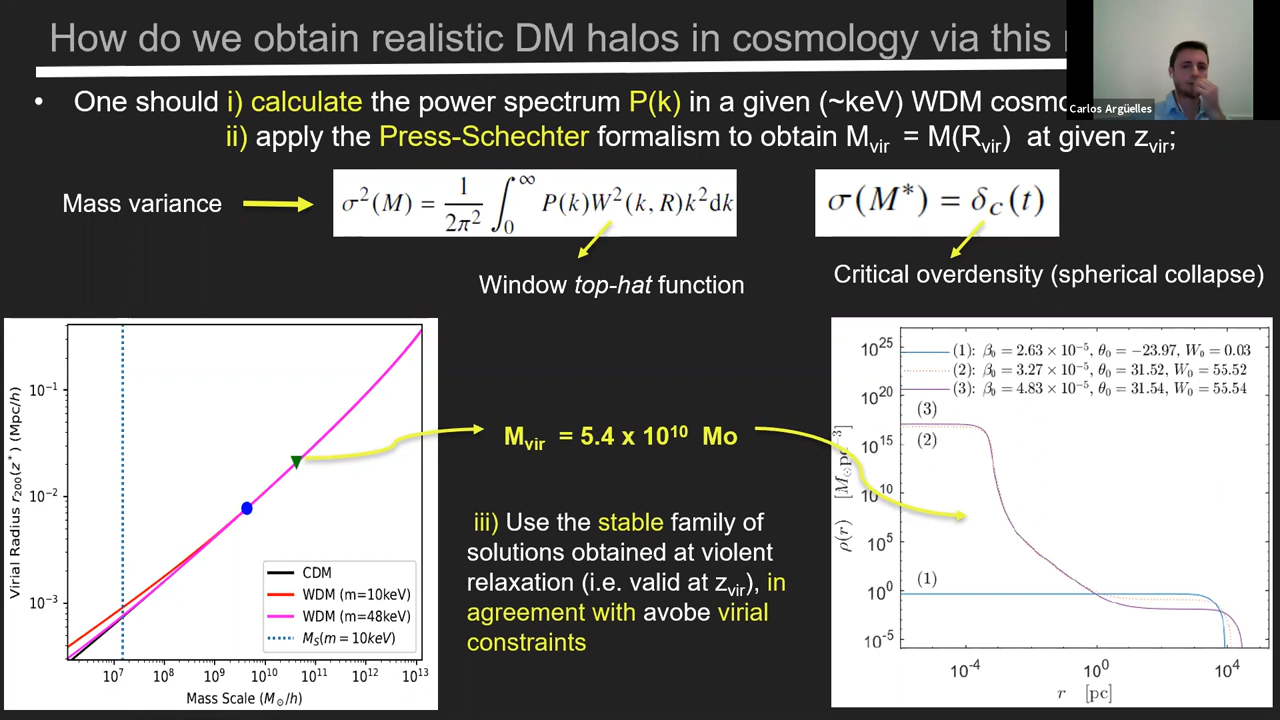 How do we obtain realistic DM halos in cosmology via this
• One should i) calculate the power spectrum P(k) in a given (~keV) WDM cosmo
Carlos Argüelles
ii) apply the Press-Schechter formalism to obtain Mvir = M(Rvir) at given zvir;
Mass variance
σ²(M) = 1/2π² ∫₀^∞ P(k)W²(k, R)k²dk
σ(M*) = δc(t)
Window top-hat function
Critical overdensity (spherical collapse)
Virial Radius r200(z*) (Mpc/h)
10⁻¹
10⁻²
10⁻³
CDM
WDM (m=10keV)
WDM (m=48keV)
Ms(m = 10keV)
10⁷ 10⁸ 10⁹ 10¹⁰ 10¹¹ 10¹² 10¹³
Mass Scale (M⊙/h)
Mvir = 5.4 x 10¹⁰ Mo
iii) Use the stable family of
solutions obtained at violent
relaxation (i.e. valid at zvir), in
agreement with avobe virial
constraints
(1): β₀ = 2.63 × 10⁻⁵, θ₀ = −23.97, W₀ = 0.03
(2): β₀ = 3.27 × 10⁻⁵, θ₀ = 31.52, W₀ = 55.52
(3): β₀ = 4.83 × 10⁻⁵, θ₀ = 31.54, W₀ = 55.54
(3)
(2)
(1)
ρ(r) [M⊙pc⁻³]
10²⁵
10²⁰
10¹⁵
10¹⁰
10⁵
10⁰
10⁻⁵
10⁻⁴ 10⁰ 10⁴
r [pc]